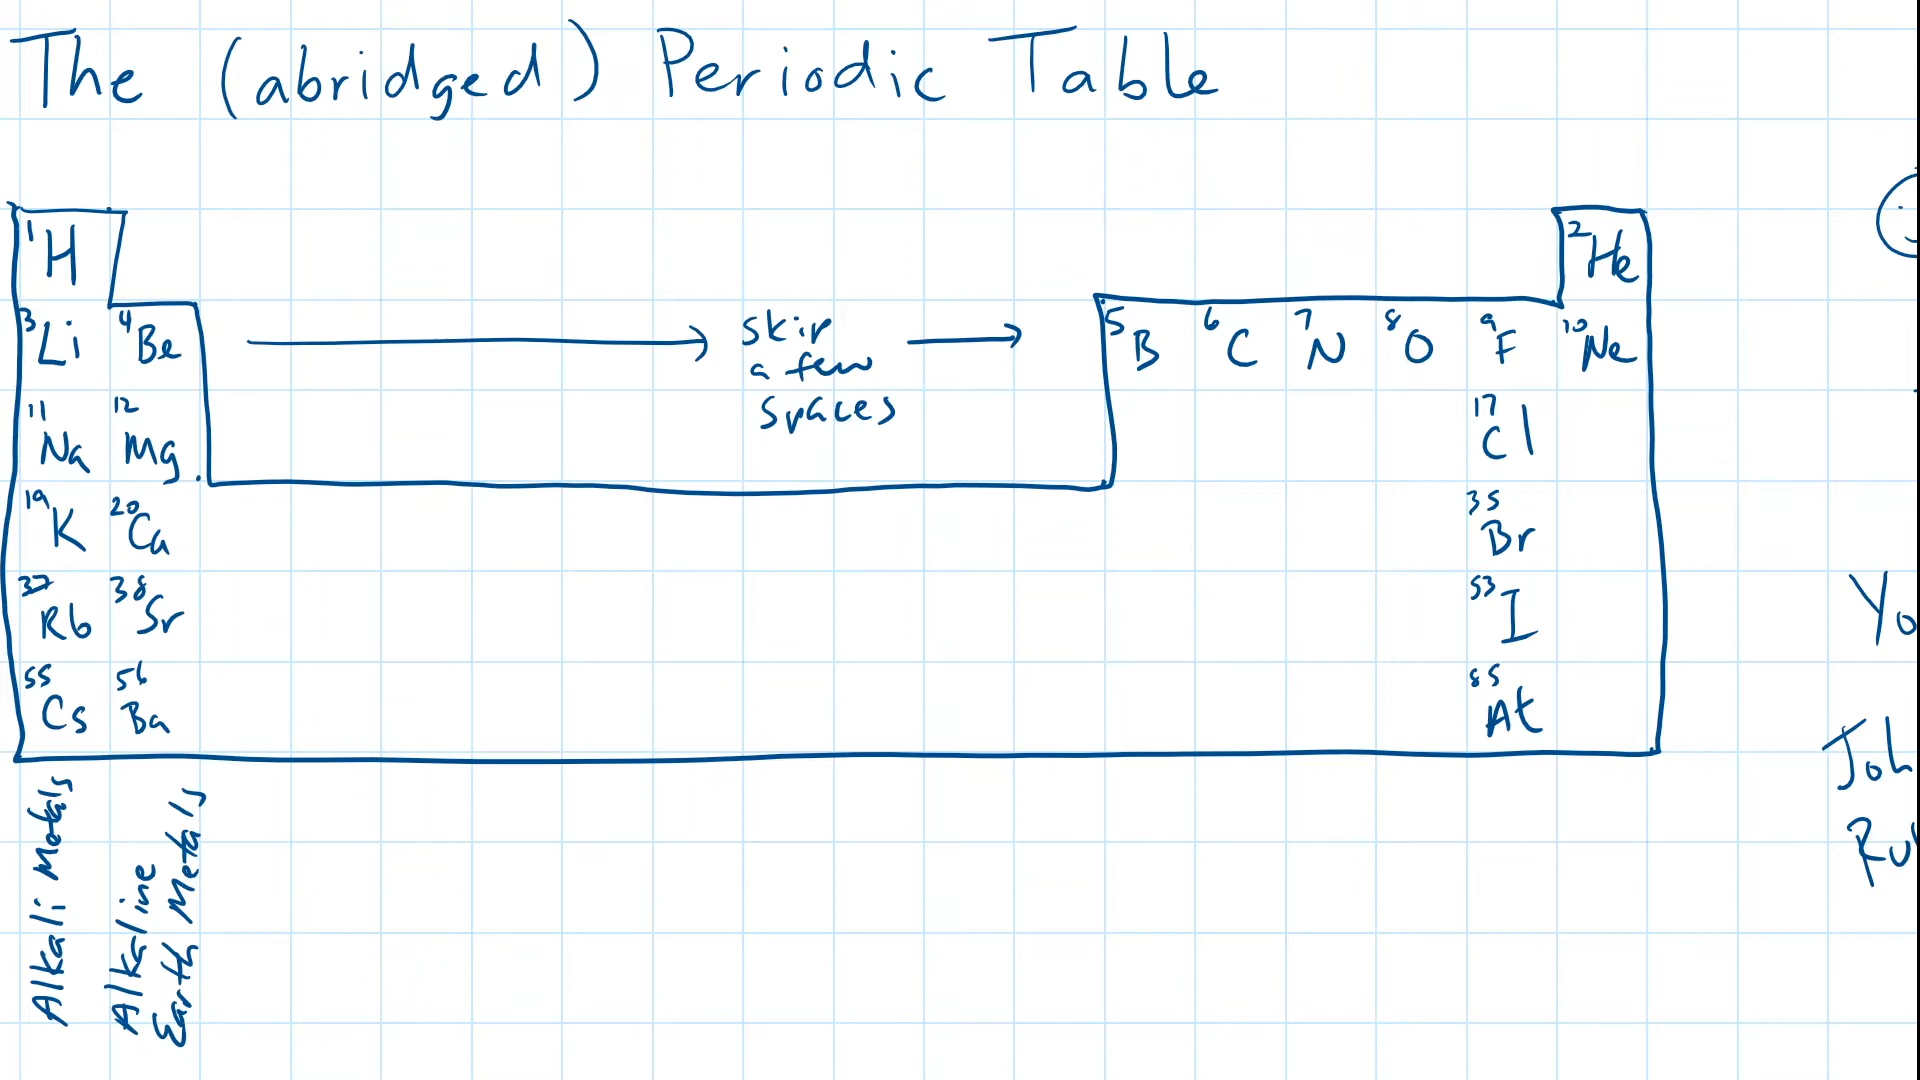 The (abridged) Periodic Table
1 H 2 He
3 Li 4 Be skip a few spaces 5 B 6 C 7 N 8 O 9 F 10 Ne
11 Na 12 Mg 17 Cl
19 K 20 Ca 35 Br
37 Rb 38 Sr 53 I
55 Cs 56 Ba 85 At
Alkali Metals
Alkaline
Earth Metals
Yo
Joh